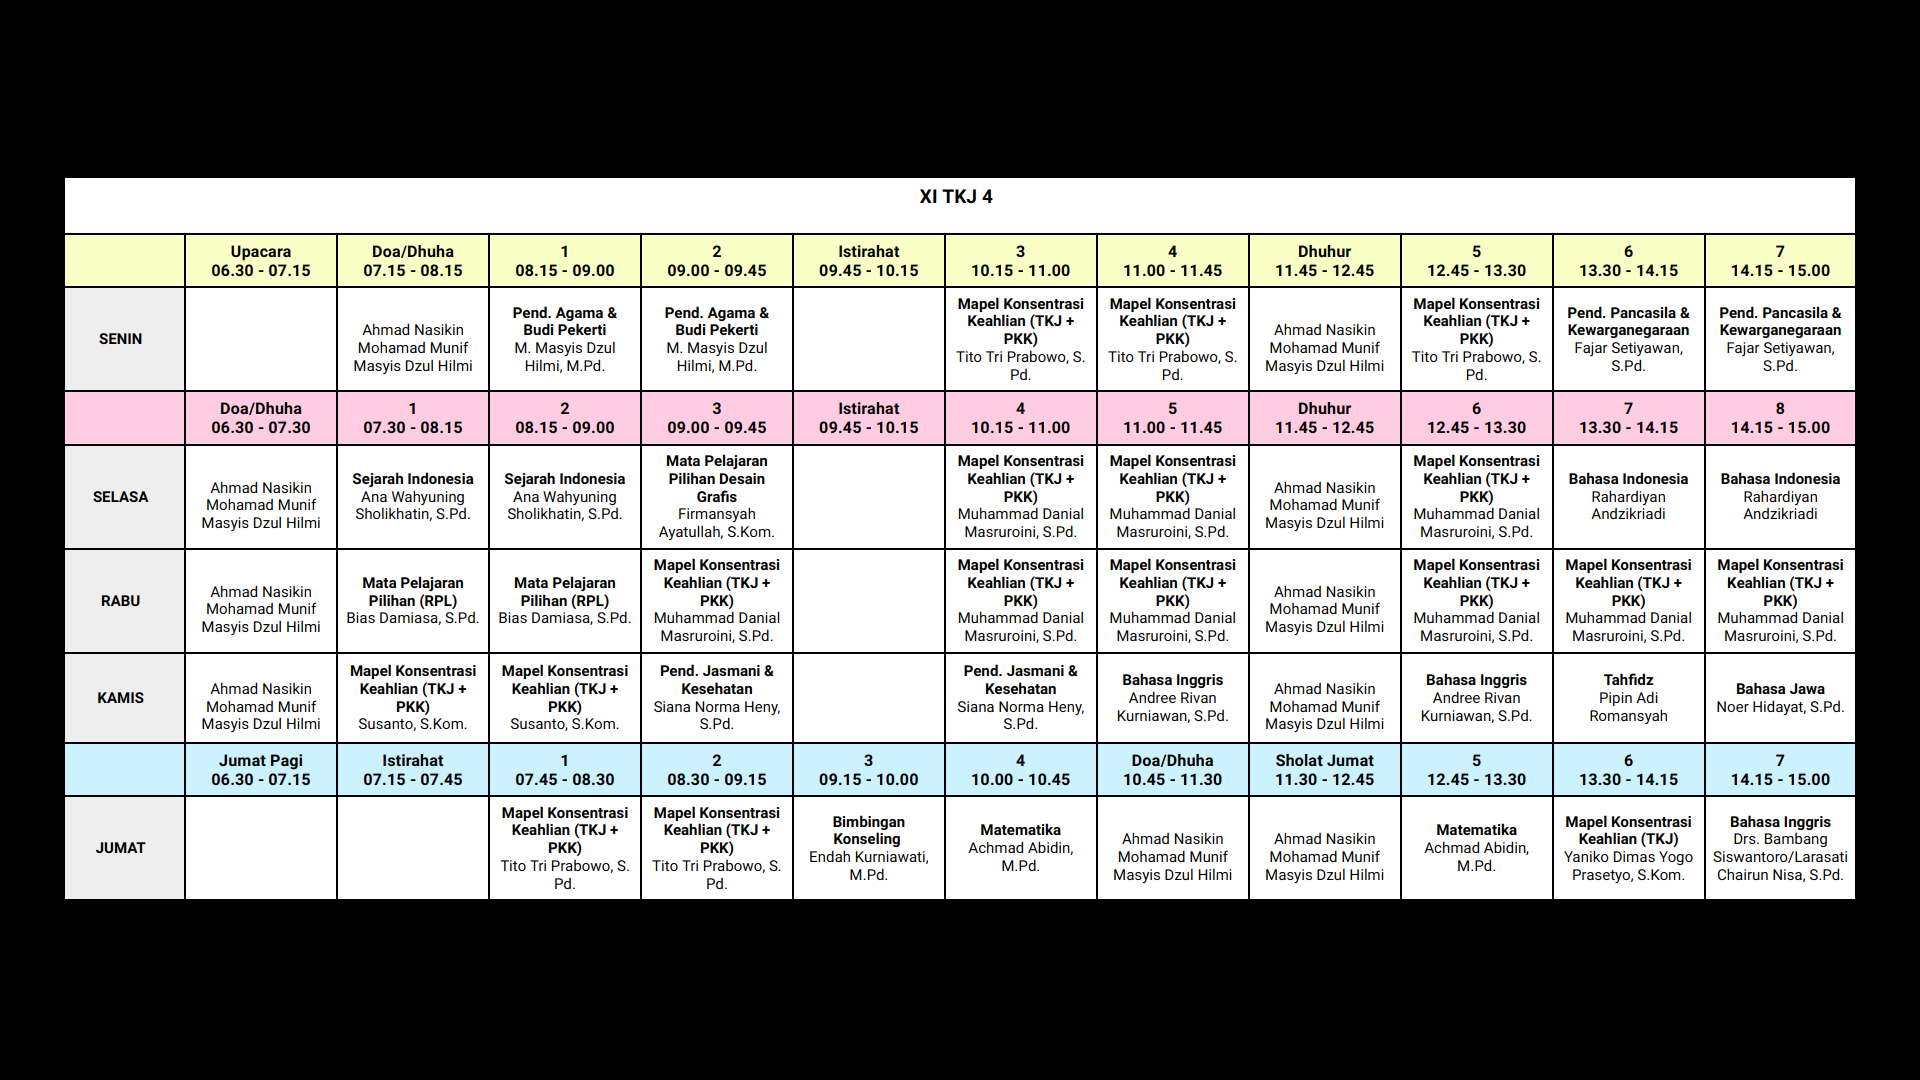 XI TKJ 4
Upacara
06.30 - 07.15
Doa/Dhuha
07.15 - 08.15
1
08.15 - 09.00
2
09.00 - 09.45
Istirahat
09.45 - 10.15
3
10.15 - 11.00
4
11.00 - 11.45
Dhuhur
11.45 - 12.45
5
12.45 - 13.30
6
13.30 - 14.15
7
14.15 - 15.00
SENIN
Ahmad Nasikin
Mohamad Munif
Masyis Dzul Hilmi
Pend. Agama &
Budi Pekerti
M. Masyis Dzul
Hilmi, M.Pd.
Pend. Agama &
Budi Pekerti
M. Masyis Dzul
Hilmi, M.Pd.
Mapel Konsentrasi
Keahlian (TKJ +
PKK)
Tito Tri Prabowo, S.
Pd.
Mapel Konsentrasi
Keahlian (TKJ +
PKK)
Tito Tri Prabowo, S.
Pd.
Ahmad Nasikin
Mohamad Munif
Masyis Dzul Hilmi
Mapel Konsentrasi
Keahlian (TKJ +
PKK)
Tito Tri Prabowo, S.
Pd.
Pend. Pancasila &
Kewarganegaraan
Fajar Setiyawan,
S.Pd.
Pend. Pancasila &
Kewarganegaraan
Fajar Setiyawan,
S.Pd.
Doa/Dhuha
06.30 - 07.30
1
07.30 - 08.15
2
08.15 - 09.00
3
09.00 - 09.45
Istirahat
09.45 - 10.15
4
10.15 - 11.00
5
11.00 - 11.45
Dhuhur
11.45 - 12.45
6
12.45 - 13.30
7
13.30 - 14.15
8
14.15 - 15.00
SELASA
Ahmad Nasikin
Mohamad Munif
Masyis Dzul Hilmi
Sejarah Indonesia
Ana Wahyuning
Sholikhatin, S.Pd.
Sejarah Indonesia
Ana Wahyuning
Sholikhatin, S.Pd.
Mata Pelajaran
Pilihan Desain
Grafis
Firmansyah
Ayatullah, S.Kom.
Mapel Konsentrasi
Keahlian (TKJ +
PKK)
Muhammad Danial
Masruroini, S.Pd.
Mapel Konsentrasi
Keahlian (TKJ +
PKK)
Muhammad Danial
Masruroini, S.Pd.
Ahmad Nasikin
Mohamad Munif
Masyis Dzul Hilmi
Mapel Konsentrasi
Keahlian (TKJ +
PKK)
Muhammad Danial
Masruroini, S.Pd.
Bahasa Indonesia
Rahardiyan
Andzikriadi
Bahasa Indonesia
Rahardiyan
Andzikriadi
RABU
Ahmad Nasikin
Mohamad Munif
Masyis Dzul Hilmi
Mata Pelajaran
Pilihan (RPL)
Bias Damiasa, S.Pd.
Mata Pelajaran
Pilihan (RPL)
Bias Damiasa, S.Pd.
Mapel Konsentrasi
Keahlian (TKJ +
PKK)
Muhammad Danial
Masruroini, S.Pd.
Mapel Konsentrasi
Keahlian (TKJ +
PKK)
Muhammad Danial
Masruroini, S.Pd.
Mapel Konsentrasi
Keahlian (TKJ +
PKK)
Muhammad Danial
Masruroini, S.Pd.
Ahmad Nasikin
Mohamad Munif
Masyis Dzul Hilmi
Mapel Konsentrasi
Keahlian (TKJ +
PKK)
Muhammad Danial
Masruroini, S.Pd.
Mapel Konsentrasi
Keahlian (TKJ +
PKK)
Muhammad Danial
Masruroini, S.Pd.
Mapel Konsentrasi
Keahlian (TKJ +
PKK)
Muhammad Danial
Masruroini, S.Pd.
KAMIS
Ahmad Nasikin
Mohamad Munif
Masyis Dzul Hilmi
Mapel Konsentrasi
Keahlian (TKJ +
PKK)
Susanto, S.Kom.
Mapel Konsentrasi
Keahlian (TKJ +
PKK)
Susanto, S.Kom.
Pend. Jasmani &
Kesehatan
Siana Norma Heny,
S.Pd.
Pend. Jasmani &
Kesehatan
Siana Norma Heny,
S.Pd.
Bahasa Inggris
Andree Rivan
Kurniawan, S.Pd.
Ahmad Nasikin
Mohamad Munif
Masyis Dzul Hilmi
Bahasa Inggris
Andree Rivan
Kurniawan, S.Pd.
Tahfidz
Pipin Adi
Romansyah
Bahasa Jawa
Noer Hidayat, S.Pd.
Jumat Pagi
06.30 - 07.15
Istirahat
07.15 - 07.45
1
07.45 - 08.30
2
08.30 - 09.15
3
09.15 - 10.00
4
10.00 - 10.45
Doa/Dhuha
10.45 - 11.30
Sholat Jumat
11.30 - 12.45
5
12.45 - 13.30
6
13.30 - 14.15
7
14.15 - 15.00
JUMAT
Mapel Konsentrasi
Keahlian (TKJ +
PKK)
Tito Tri Prabowo, S.
Pd.
Mapel Konsentrasi
Keahlian (TKJ +
PKK)
Tito Tri Prabowo, S.
Pd.
Bimbingan
Konseling
Endah Kurniawati,
M.Pd.
Matematika
Achmad Abidin,
M.Pd.
Ahmad Nasikin
Mohamad Munif
Masyis Dzul Hilmi
Ahmad Nasikin
Mohamad Munif
Masyis Dzul Hilmi
Matematika
Achmad Abidin,
M.Pd.
Mapel Konsentrasi
Keahlian (TKJ)
Yaniko Dimas Yogo
Prasetyo, S.Kom.
Bahasa Inggris
Drs. Bambang
Siswantoro/Larasati
Chairun Nisa, S.Pd.